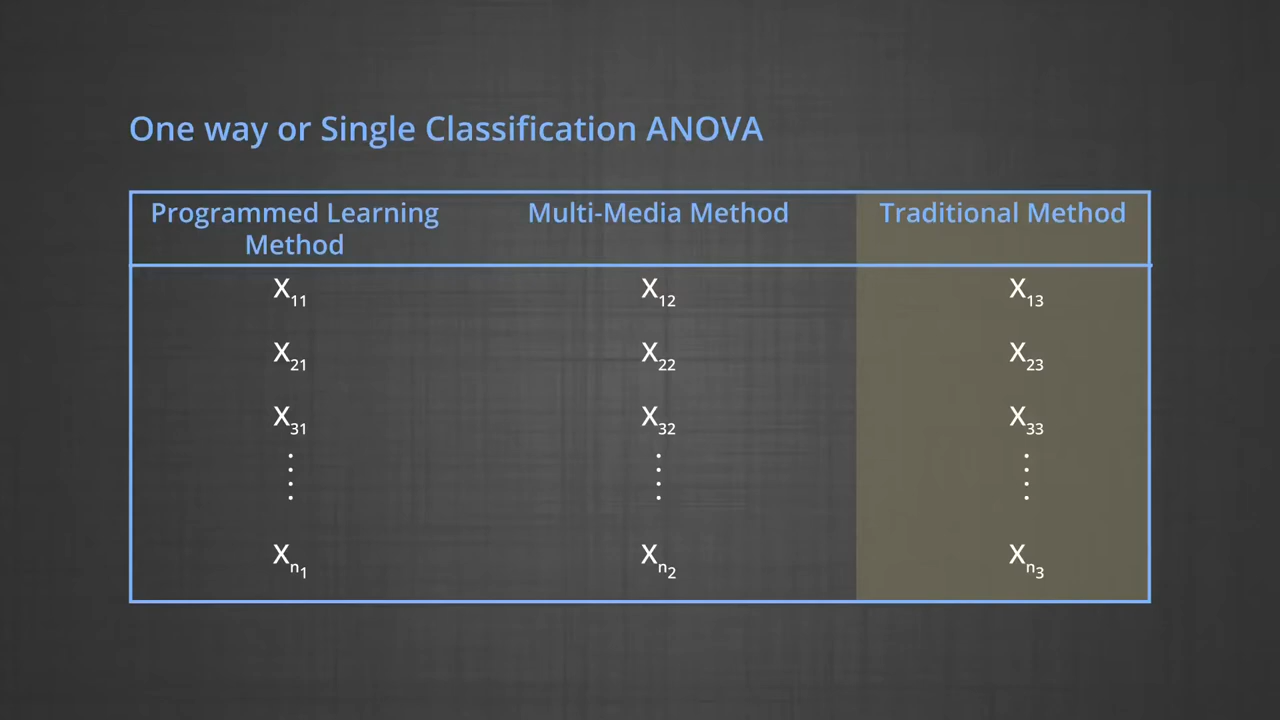 One way or Single Classification ANOVA
Programmed Learning Method Multi-Media Method Traditional Method
X₁₁ X₁₂ X₁₃
X₂₁ X₂₂ X₂₃
X₃₁ X₃₂ X₃₃
⋮ ⋮ ⋮
Xn₁ Xn₂ Xn₃